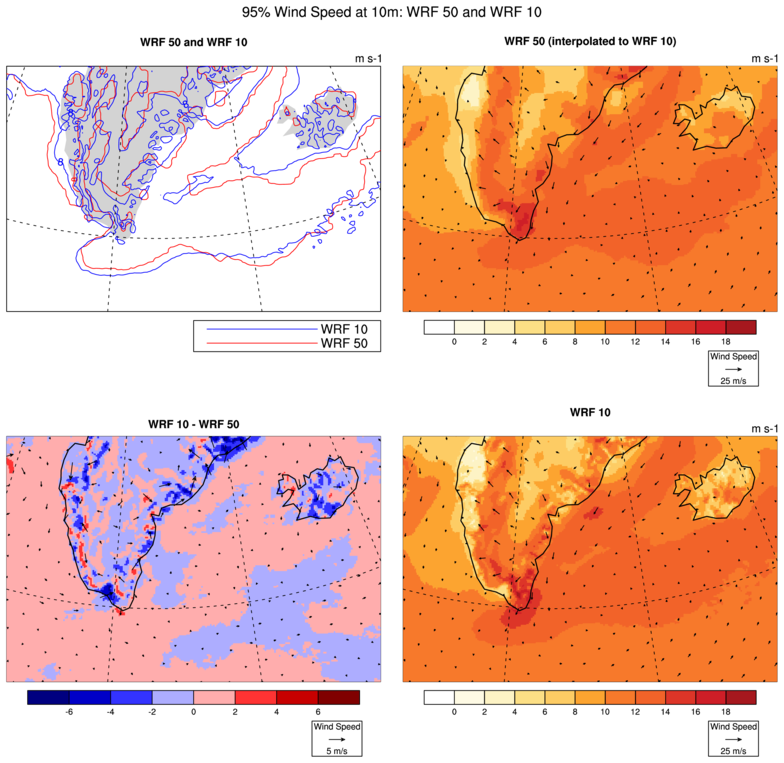 95% Wind Speed at 10m: WRF 50 and WRF 10
WRF 50 and WRF 10
m s-1
8
WRF 10
WRF 50
WRF 50 (interpolated to WRF 10)
m s-1
0 2 4 6 8 10 12 14 16 18
Wind Speed
25 m/s
WRF 10 - WRF 50
-6 -4 -2 0 2 4 6
Wind Speed
5 m/s
WRF 10
m s-1
0 2 4 6 8 10 12 14 16 18
Wind Speed
25 m/s